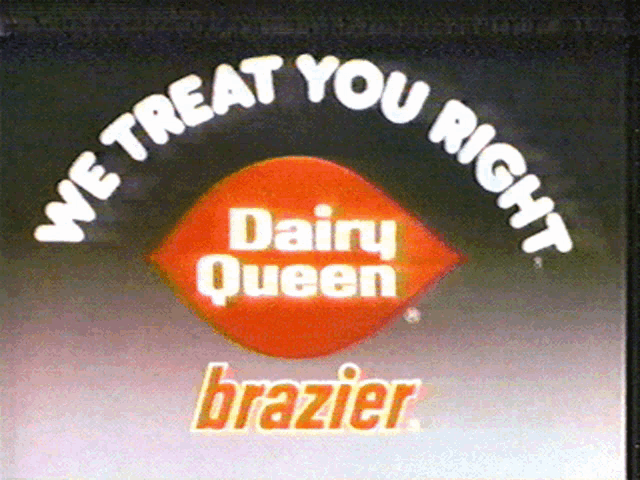 WE TREAT YOU RIGHT
Dairy
Queen
®
brazier